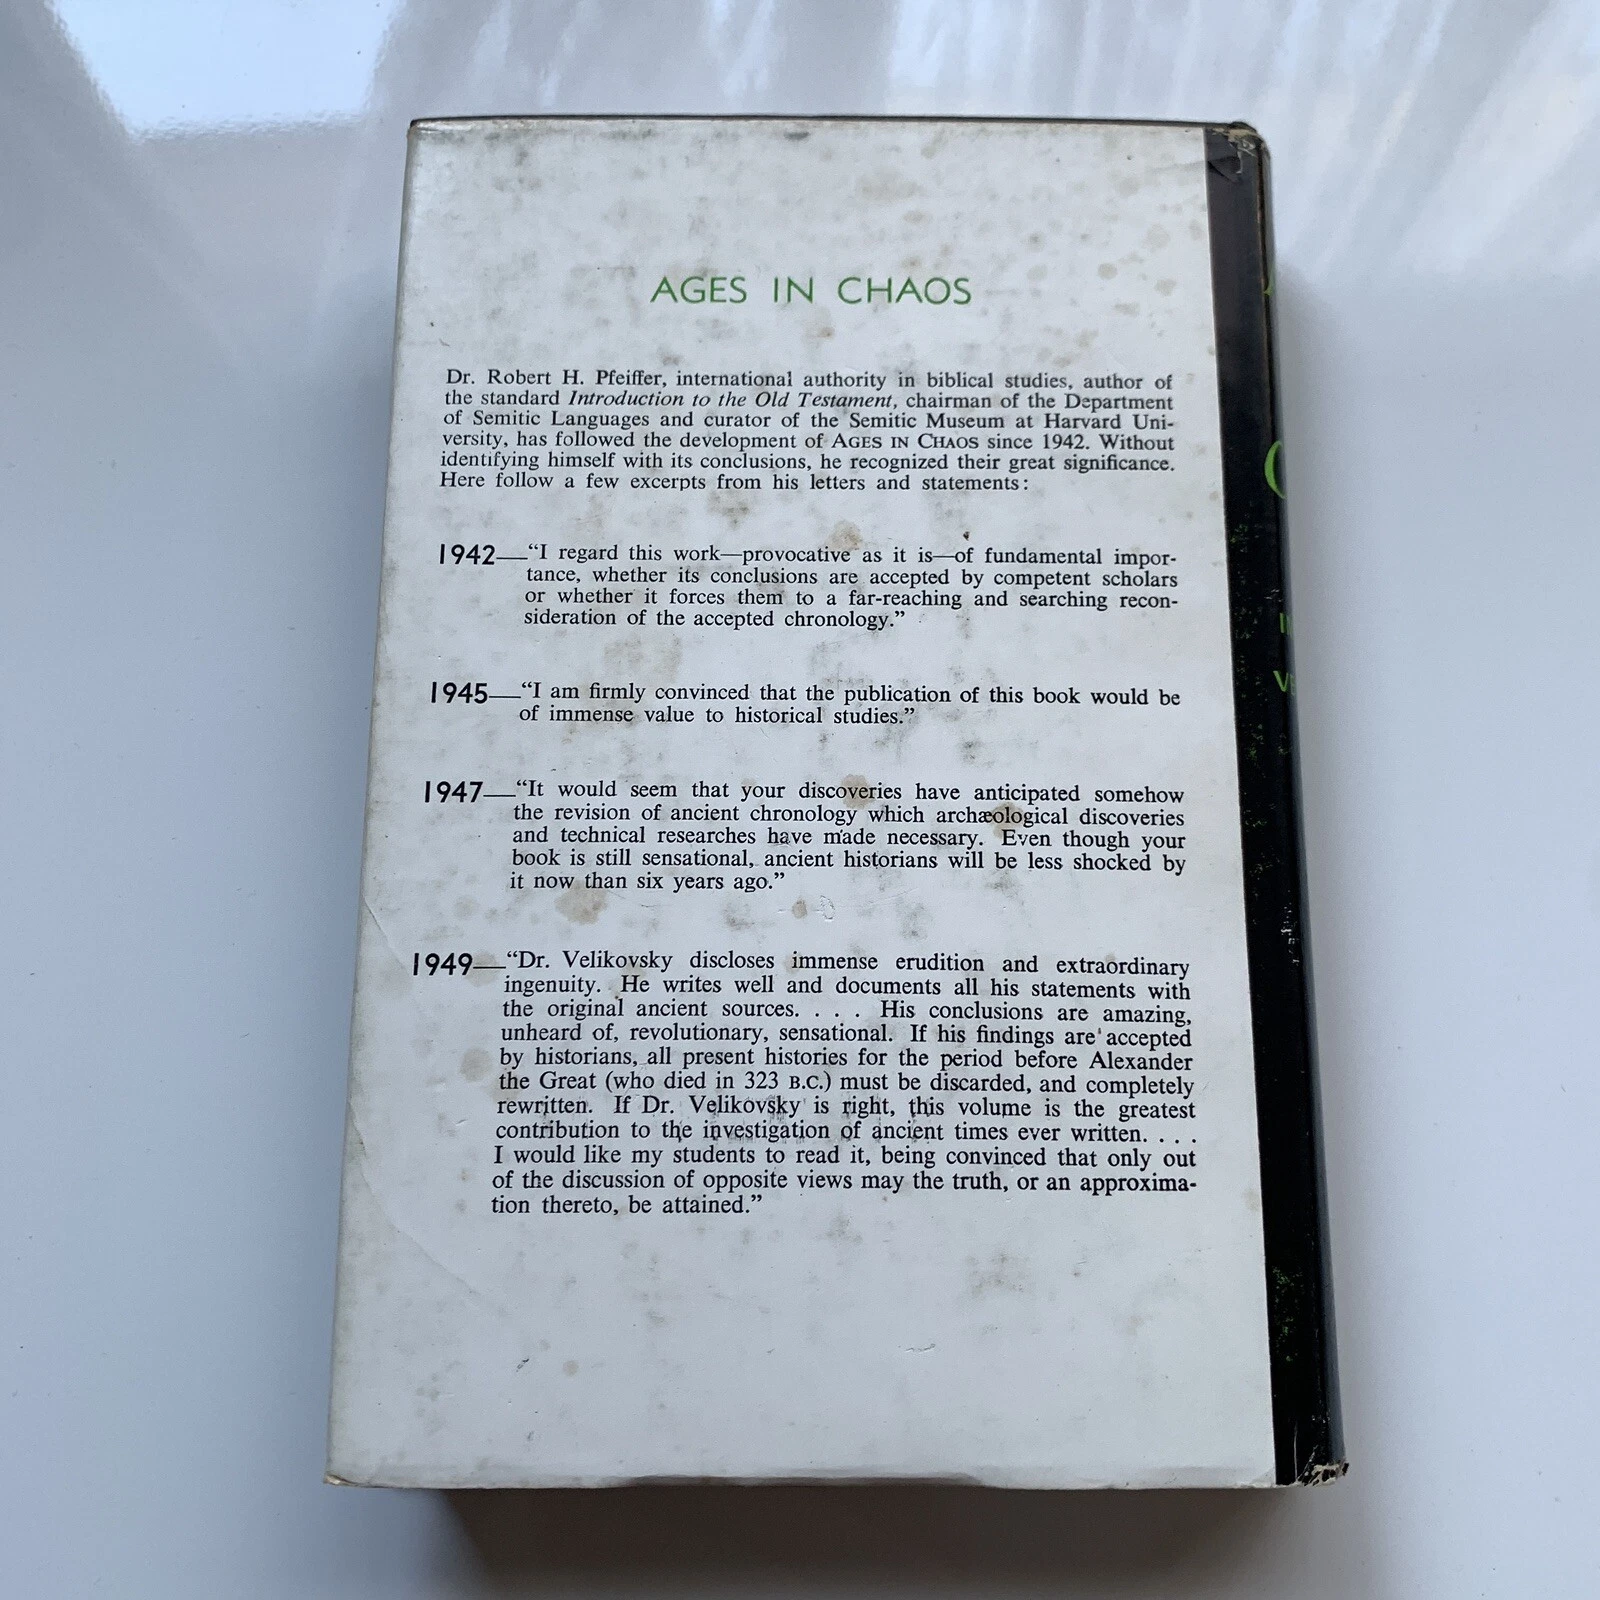 AGES IN CHAOS
Dr. Robert H. Pfeiffer, international authority in biblical studies, author of
the standard Introduction to the Old Testament, chairman of the Department
of Semitic Languages and curator of the Semitic Museum at Harvard Uni-
versity, has followed the development of AGES IN CHAOS since 1942. Without
identifying himself with its conclusions, he recognized their great significance.
Here follow a few excerpts from his letters and statements:
1942—“I regard this work—provocative as it is—of fundamental impor-
tance, whether its conclusions are accepted by competent scholars
or whether it forces them to a far-reaching and searching recon-
sideration of the accepted chronology.”
1945—“I am firmly convinced that the publication of this book would be
of immense value to historical studies.”
1947—“It would seem that your discoveries have anticipated somehow
the revision of ancient chronology which archæological discoveries
and technical researches have made necessary. Even though your
book is still sensational, ancient historians will be less shocked by
it now than six years ago.”
1949—“Dr. Velikovsky discloses immense erudition and extraordinary
ingenuity. He writes well and documents all his statements with
the original ancient sources. . . . His conclusions are amazing,
unheard of, revolutionary, sensational. If his findings are accepted
by historians, all present histories for the period before Alexander
the Great (who died in 323 B.C.) must be discarded, and completely
rewritten. If Dr. Velikovsky is right, this volume is the greatest
contribution to the investigation of ancient times ever written. . . .
I would like my students to read it, being convinced that only out
of the discussion of opposite views may the truth, or an approxima-
tion thereto, be attained.”